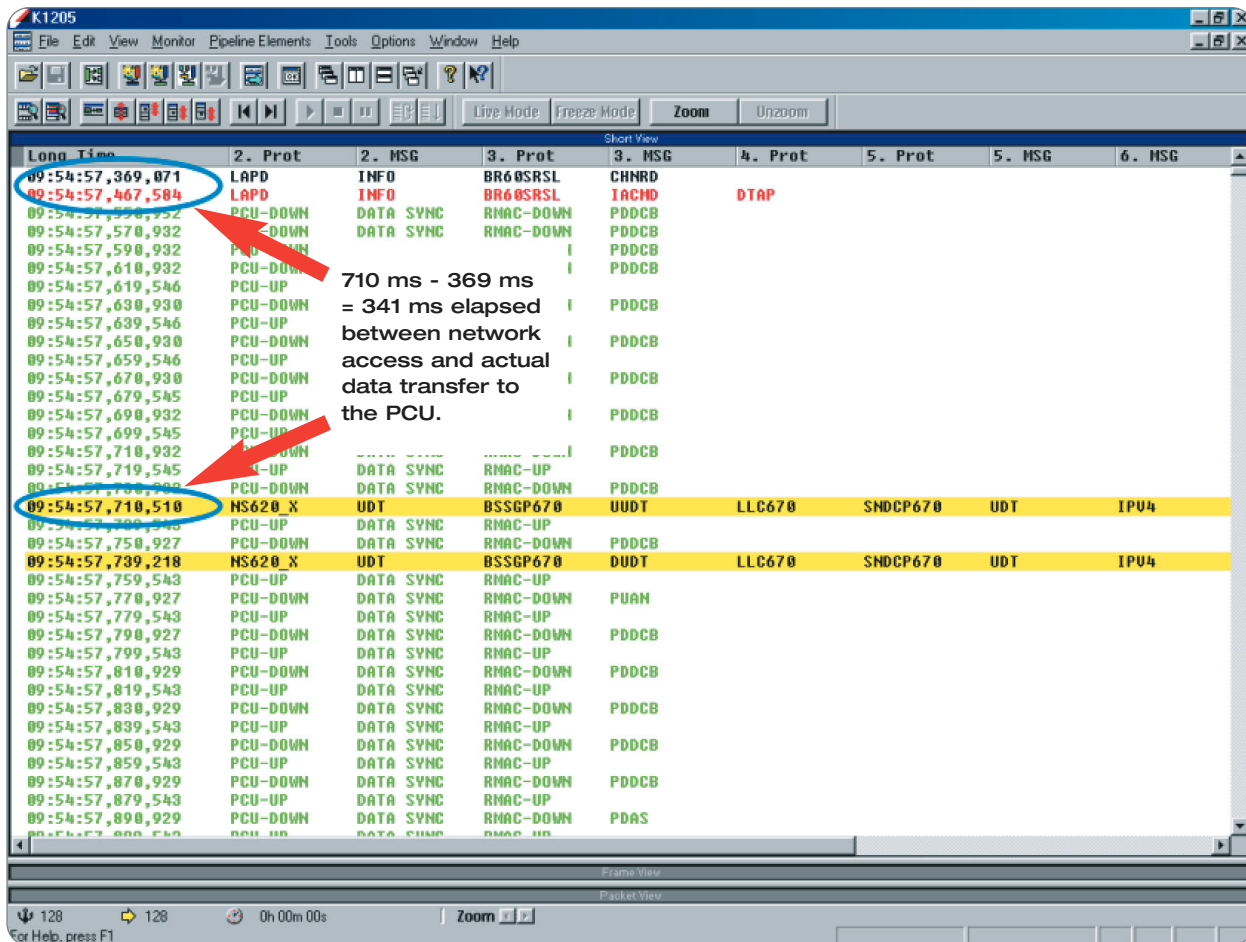 K1205
File Edit View Monitor Pipeline Elements Tools Options Window Help
Live Mode Freeze Mode Zoom Unzoom
Short View
Long Time 2. Prot 2. MSG 3. Prot 3. MSG 4. Prot 5. Prot 5. MSG 6. MSG
09:54:57,369,071 LAPD INFO BR60SRSL CHNRD
09:54:57,467,584 LAPD INFO BR60SRSL IACMD DTAP
09:54:57,550,952 PCU-DOWN DATA SYNC RMAC-DOWN PDDCB
09:54:57,570,932 -DOWN DATA SYNC RMAC-DOWN PDDCB
09:54:57,590,932 PDDCB
09:54:57,610,932 PCU-DOWN PDDCB
09:54:57,619,546 PCU-UP
09:54:57,630,930 PCU-DOWN PDDCB
09:54:57,639,546 PCU-UP
09:54:57,650,930 PCU-DOWN PDDCB
09:54:57,659,546 PCU-UP
09:54:57,670,930 PCU-DOWN PDDCB
09:54:57,679,545 PCU-UP
09:54:57,690,932 PCU-DOWN PDDCB
09:54:57,699,545 PCU-UP
09:54:57,710,932 PDDCB
710 ms - 369 ms
= 341 ms elapsed
between network
access and actual
data transfer to
the PCU.
09:54:57,719,545 -UP DATA SYNC RMAC-UP
PCU-DOWN DATA SYNC RMAC-DOWN PDDCB
09:54:57,710,510 NS620_X UDT BSSGP670 UUDT LLC670 SNDCP670 UDT IPV4
PCU-UP DATA SYNC RMAC-UP
09:54:57,750,927 PCU-DOWN DATA SYNC RMAC-DOWN PDDCB
09:54:57,739,218 NS620_X UDT BSSGP670 DUDT LLC670 SNDCP670 UDT IPV4
09:54:57,759,543 PCU-UP DATA SYNC RMAC-UP
09:54:57,770,927 PCU-DOWN DATA SYNC RMAC-DOWN PUAN
09:54:57,779,543 PCU-UP DATA SYNC RMAC-UP
09:54:57,790,927 PCU-DOWN DATA SYNC RMAC-DOWN PDDCB
09:54:57,799,543 PCU-UP DATA SYNC RMAC-UP
09:54:57,810,929 PCU-DOWN DATA SYNC RMAC-DOWN PDDCB
09:54:57,819,543 PCU-UP DATA SYNC RMAC-UP
09:54:57,830,929 PCU-DOWN DATA SYNC RMAC-DOWN PDDCB
09:54:57,839,543 PCU-UP DATA SYNC RMAC-UP
09:54:57,850,929 PCU-DOWN DATA SYNC RMAC-DOWN PDDCB
09:54:57,859,543 PCU-UP DATA SYNC RMAC-UP
09:54:57,870,929 PCU-DOWN DATA SYNC RMAC-DOWN PDDCB
09:54:57,879,543 PCU-UP DATA SYNC RMAC-UP
09:54:57,890,929 PCU-DOWN DATA SYNC RMAC-DOWN PDAS
Frame View
Packet View
128 128 0h 00m 00s Zoom
For Help, press F1